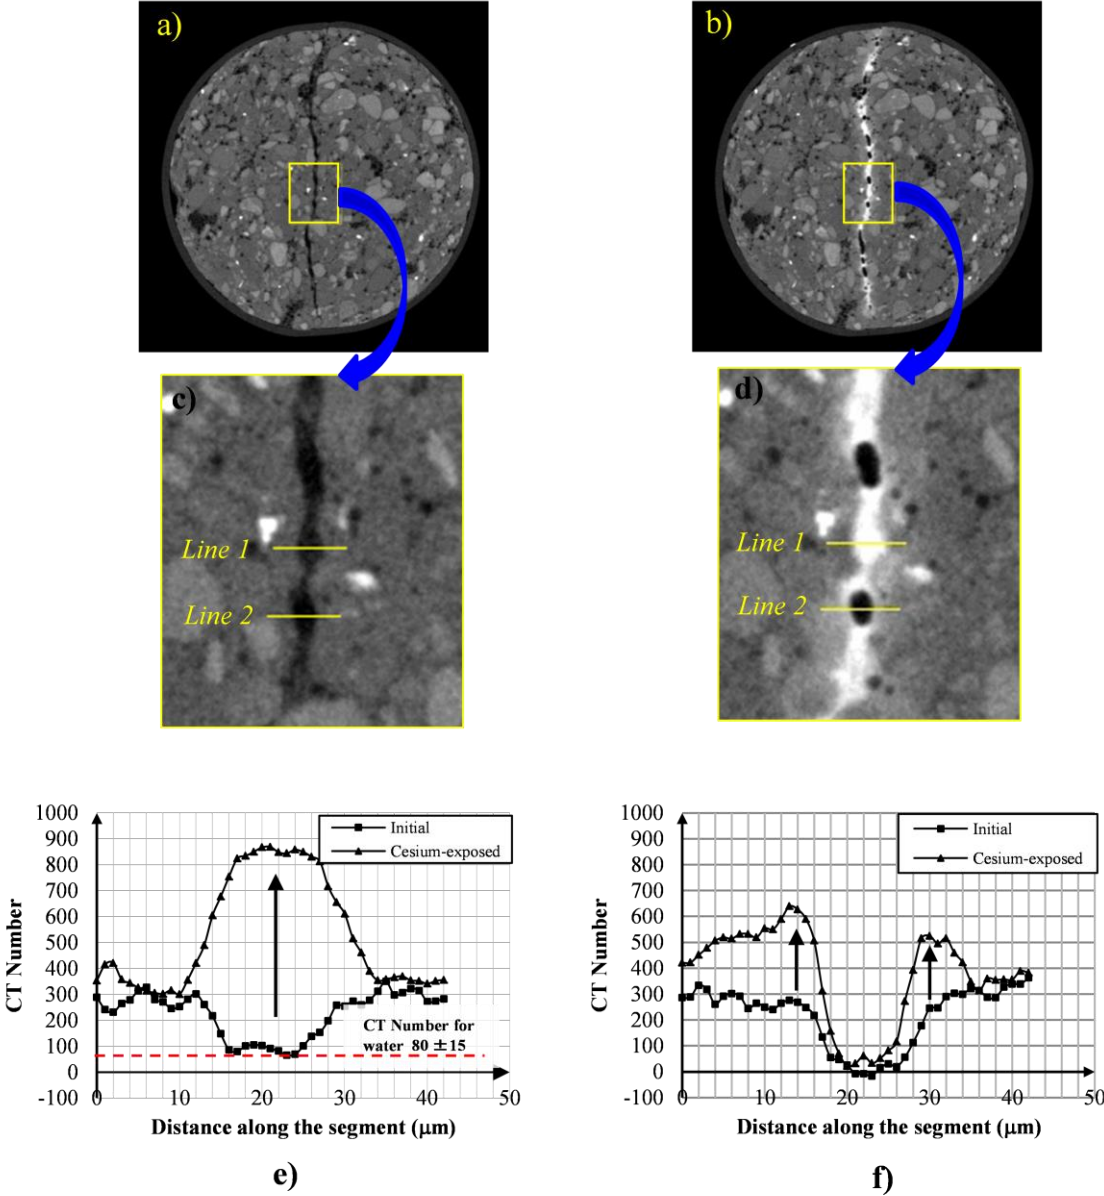 a)
b)
c)
d)
Line 1
Line 2
Line 1
Line 2
1000
900
800
700
600
500
400
300
200
100
0
-100
CT Number
Initial
Cesium-exposed
CT Number for
water 80 ±15
0
10
20
30
40
50
Distance along the segment (μm)
e)
1000
900
800
700
600
500
400
300
200
100
0
-100
CT Number
Initial
Cesium-exposed
0
10
20
30
40
50
Distance along the segment (μm)
f)